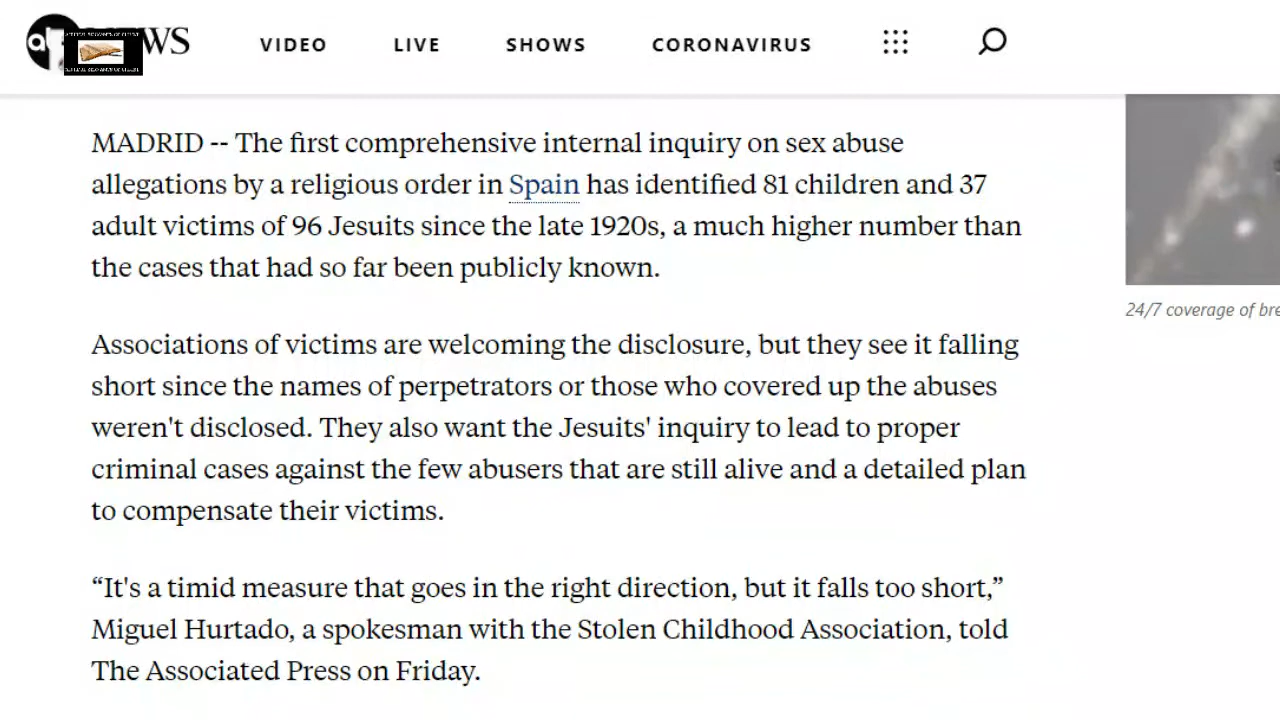 NEWS
VIDEO LIVE SHOWS CORONAVIRUS
MADRID -- The first comprehensive internal inquiry on sex abuse
allegations by a religious order in Spain has identified 81 children and 37
adult victims of 96 Jesuits since the late 1920s, a much higher number than
the cases that had so far been publicly known.
24/7 coverage of bre
Associations of victims are welcoming the disclosure, but they see it falling
short since the names of perpetrators or those who covered up the abuses
weren't disclosed. They also want the Jesuits' inquiry to lead to proper
criminal cases against the few abusers that are still alive and a detailed plan
to compensate their victims.
“It's a timid measure that goes in the right direction, but it falls too short,”
Miguel Hurtado, a spokesman with the Stolen Childhood Association, told
The Associated Press on Friday.